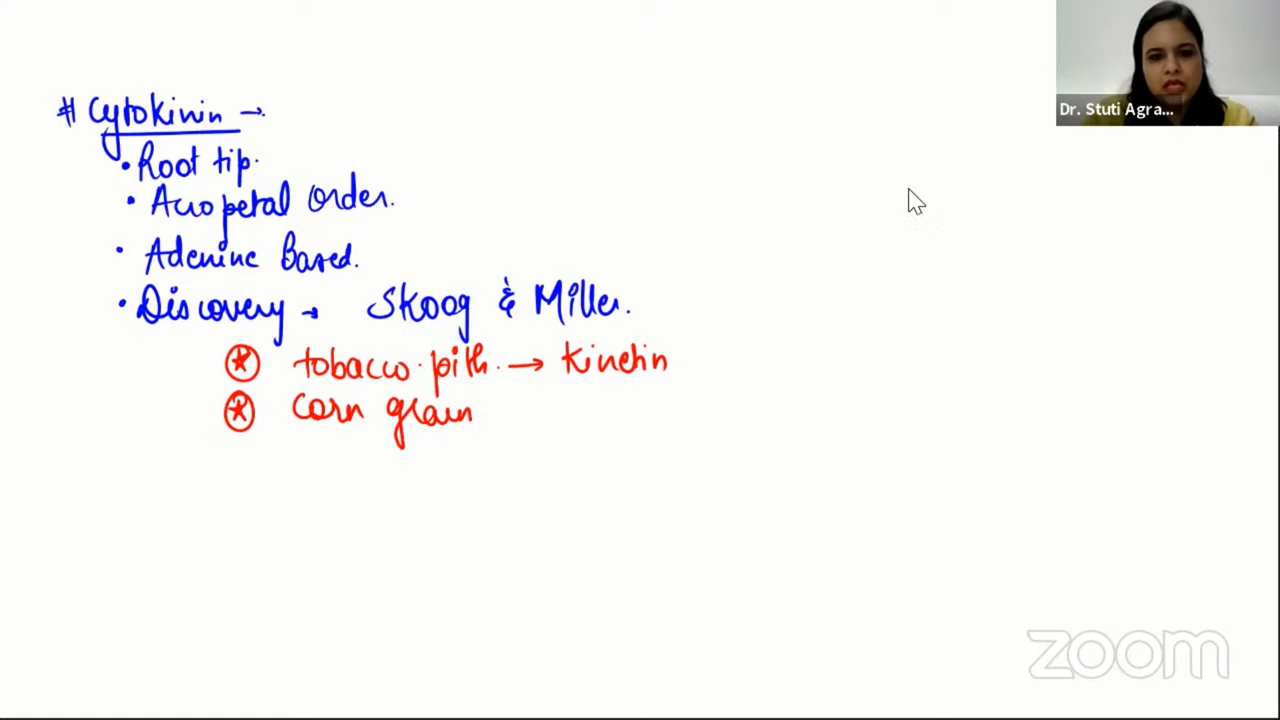 # Cytokinin →
Dr. Stuti Agra...
• Root tip.
• Acropetal Order.
• Adenine Based.
• Discovery → Skoog & Miller.
⍟ tobacco pith. → kinetin
⍟ corn grain
zoom